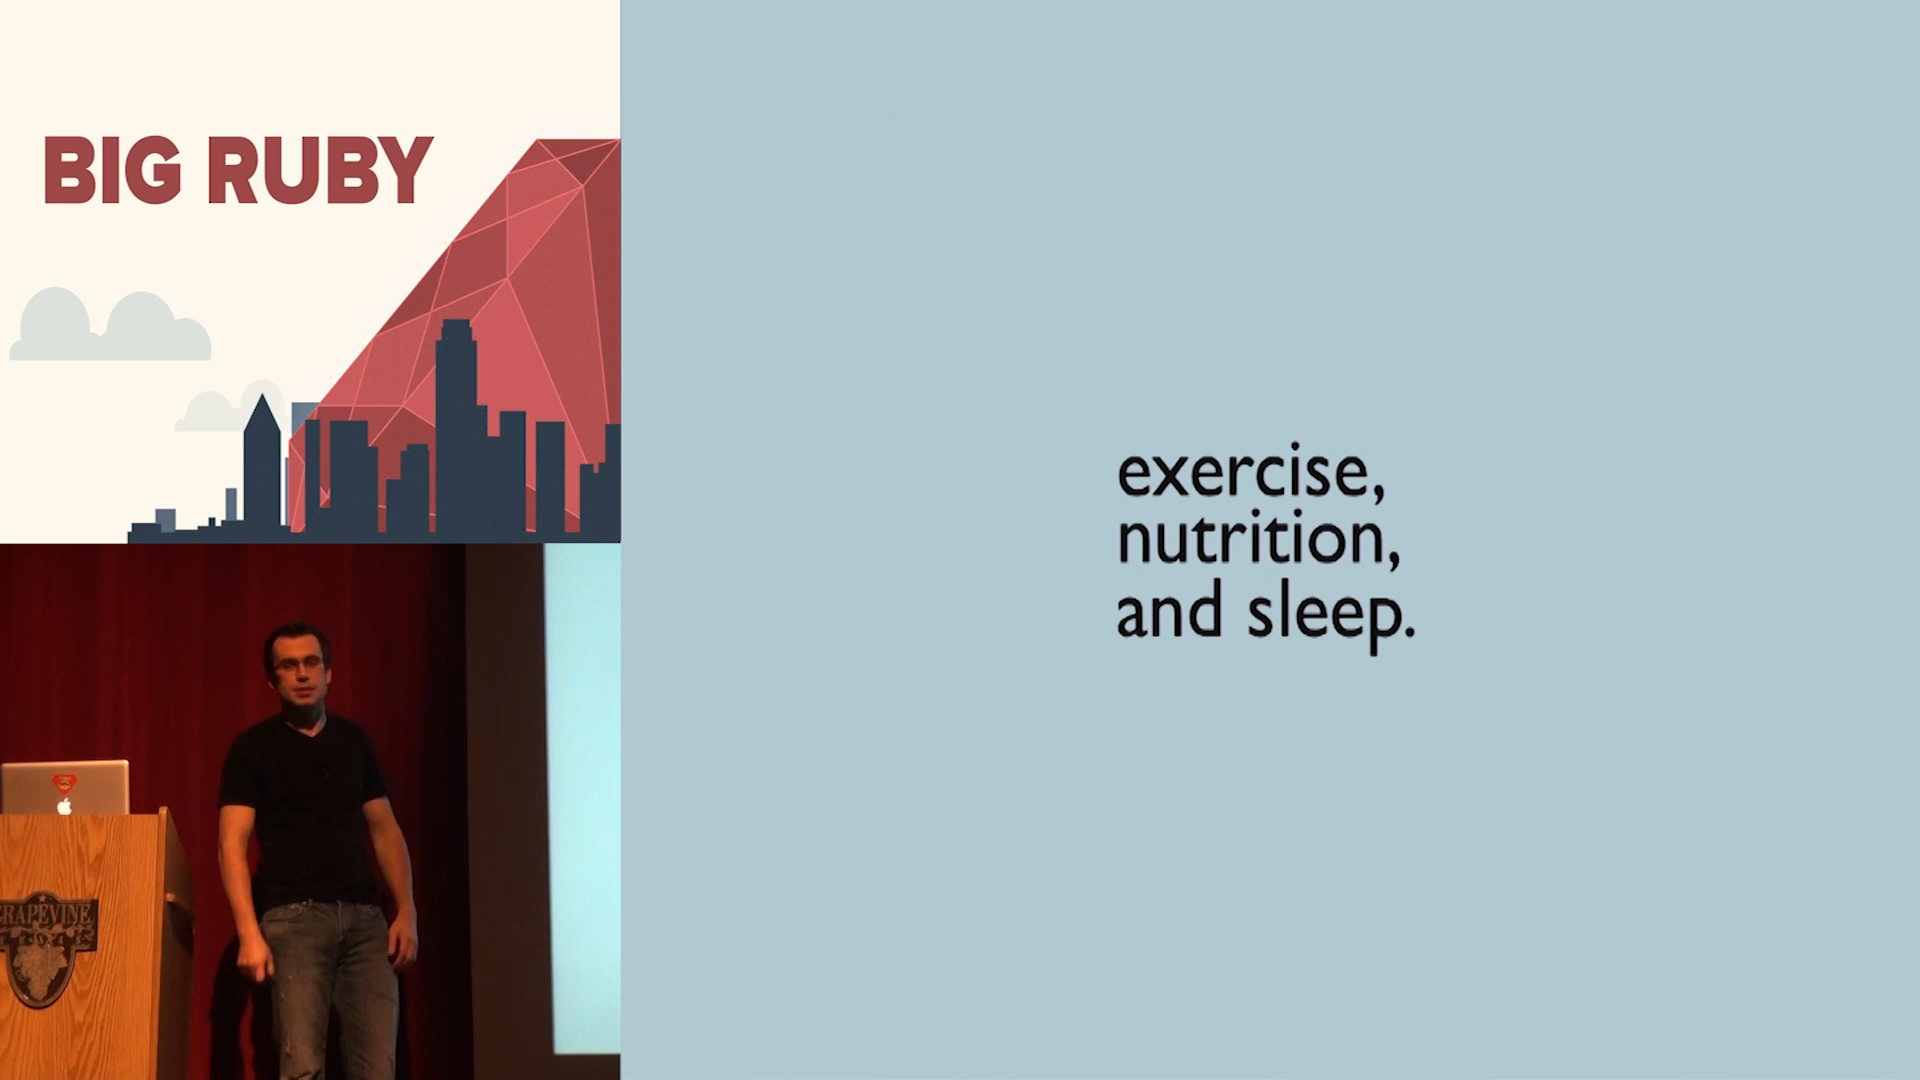 BIG RUBY
exercise,
nutrition,
and sleep.
GRAPEVINE